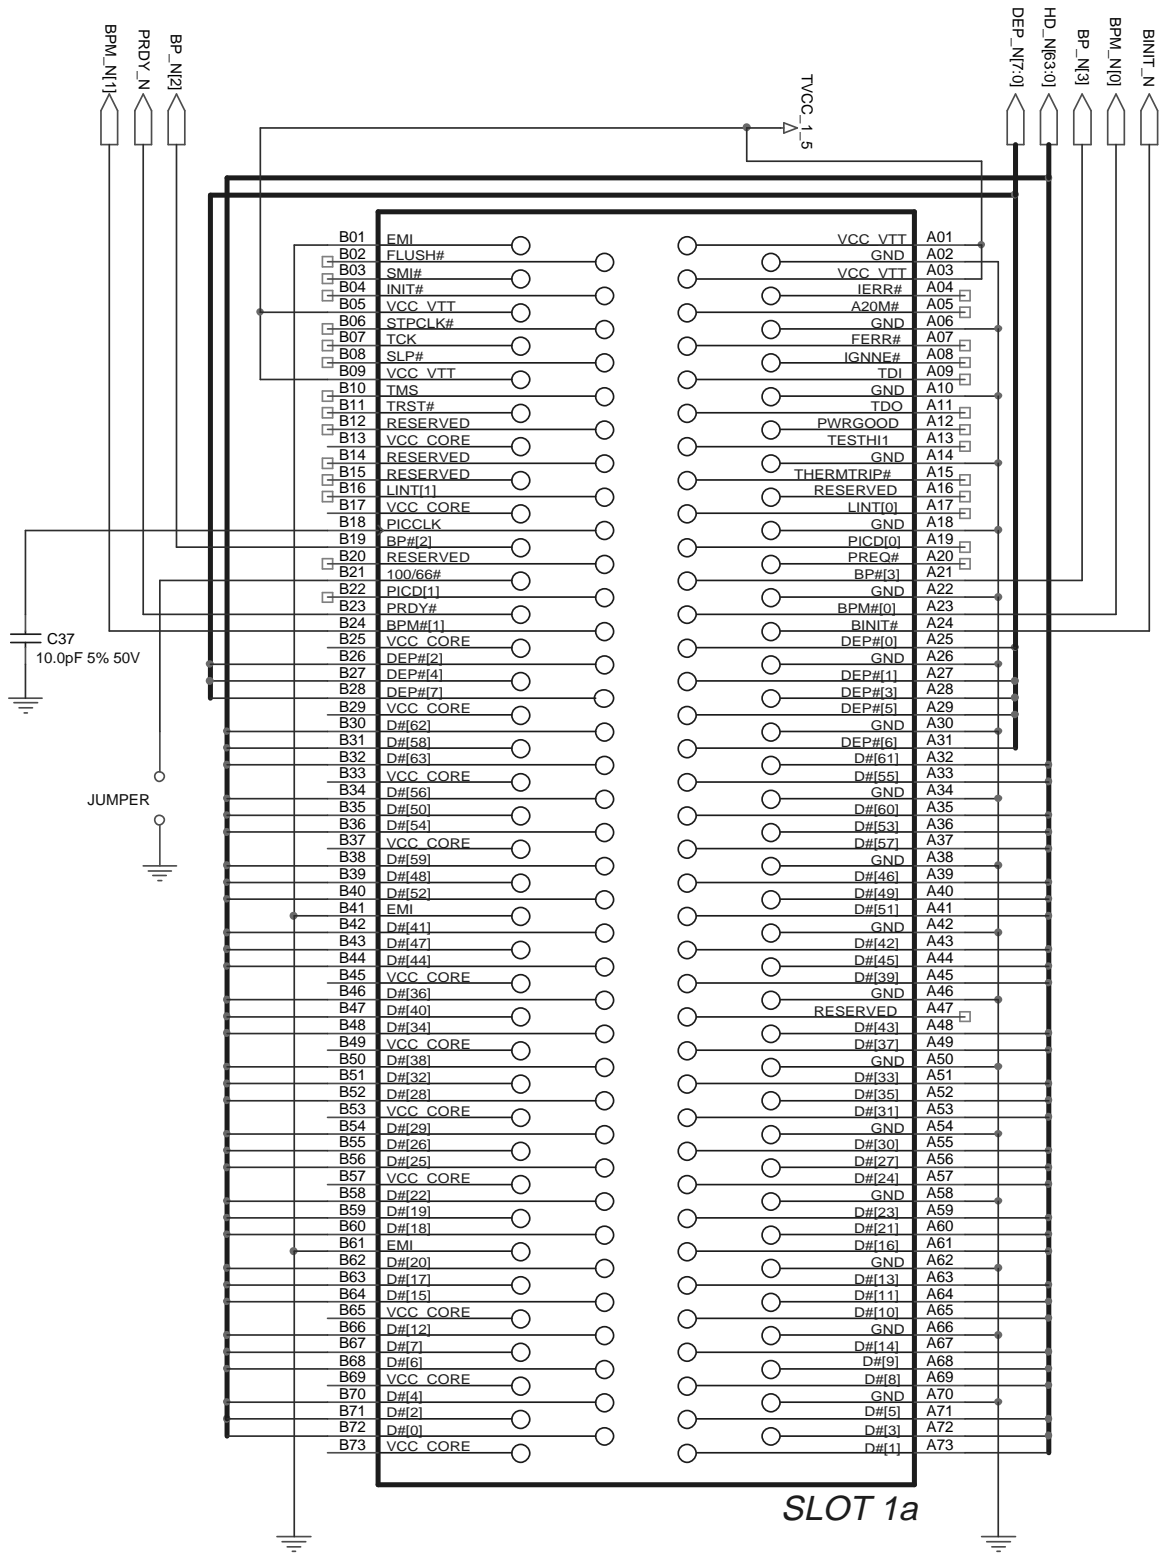 BPM_N[1]
PRDY_N
BP_N[2]
TVCC_1_5
DEP_N[7:0]
HD_N[63:0]
BP_N[3]
BPM_N[0]
BINIT_N
B01 EMI VCC_VTT A01
B02 FLUSH# GND A02
B03 SMI# VCC_VTT A03
B04 INIT# IERR# A04
B05 VCC_VTT A20M# A05
B06 STPCLK# GND A06
B07 TCK FERR# A07
B08 SLP# IGNNE# A08
B09 VCC_VTT TDI A09
B10 TMS GND A10
B11 TRST# TDO A11
B12 RESERVED PWRGOOD A12
B13 VCC_CORE TESTHI1 A13
B14 RESERVED GND A14
B15 RESERVED THERMTRIP# A15
B16 LINT[1] RESERVED A16
B17 VCC_CORE LINT[0] A17
B18 PICCLK GND A18
B19 BP#[2] PICD[0] A19
B20 RESERVED PREQ# A20
B21 100/66# BP#[3] A21
B22 PICD[1] GND A22
B23 PRDY# BPM#[0] A23
B24 BPM#[1] BINIT# A24
B25 VCC_CORE DEP#[0] A25
B26 DEP#[2] GND A26
B27 DEP#[4] DEP#[1] A27
B28 DEP#[7] DEP#[3] A28
B29 VCC_CORE DEP#[5] A29
B30 D#[62] GND A30
B31 D#[58] DEP#[6] A31
B32 D#[63] D#[61] A32
B33 VCC_CORE D#[55] A33
B34 D#[56] GND A34
B35 D#[50] D#[60] A35
B36 D#[54] D#[53] A36
B37 VCC_CORE D#[57] A37
B38 D#[59] GND A38
B39 D#[48] D#[46] A39
B40 D#[52] D#[49] A40
B41 EMI D#[51] A41
B42 D#[41] GND A42
B43 D#[47] D#[42] A43
B44 D#[44] D#[45] A44
B45 VCC_CORE D#[39] A45
B46 D#[36] GND A46
B47 D#[40] RESERVED A47
B48 D#[34] D#[43] A48
B49 VCC_CORE D#[37] A49
B50 D#[38] GND A50
B51 D#[32] D#[33] A51
B52 D#[28] D#[35] A52
B53 VCC_CORE D#[31] A53
B54 D#[29] GND A54
B55 D#[26] D#[30] A55
B56 D#[25] D#[27] A56
B57 VCC_CORE D#[24] A57
B58 D#[22] GND A58
B59 D#[19] D#[23] A59
B60 D#[18] D#[21] A60
B61 EMI D#[16] A61
B62 D#[20] GND A62
B63 D#[17] D#[13] A63
B64 D#[15] D#[11] A64
B65 VCC_CORE D#[10] A65
B66 D#[12] GND A66
B67 D#[7] D#[14] A67
B68 D#[6] D#[9] A68
B69 VCC_CORE D#[8] A69
B70 D#[4] GND A70
B71 D#[2] D#[5] A71
B72 D#[0] D#[3] A72
B73 VCC_CORE D#[1] A73
C37
10.0pF 5% 50V
JUMPER
SLOT 1a